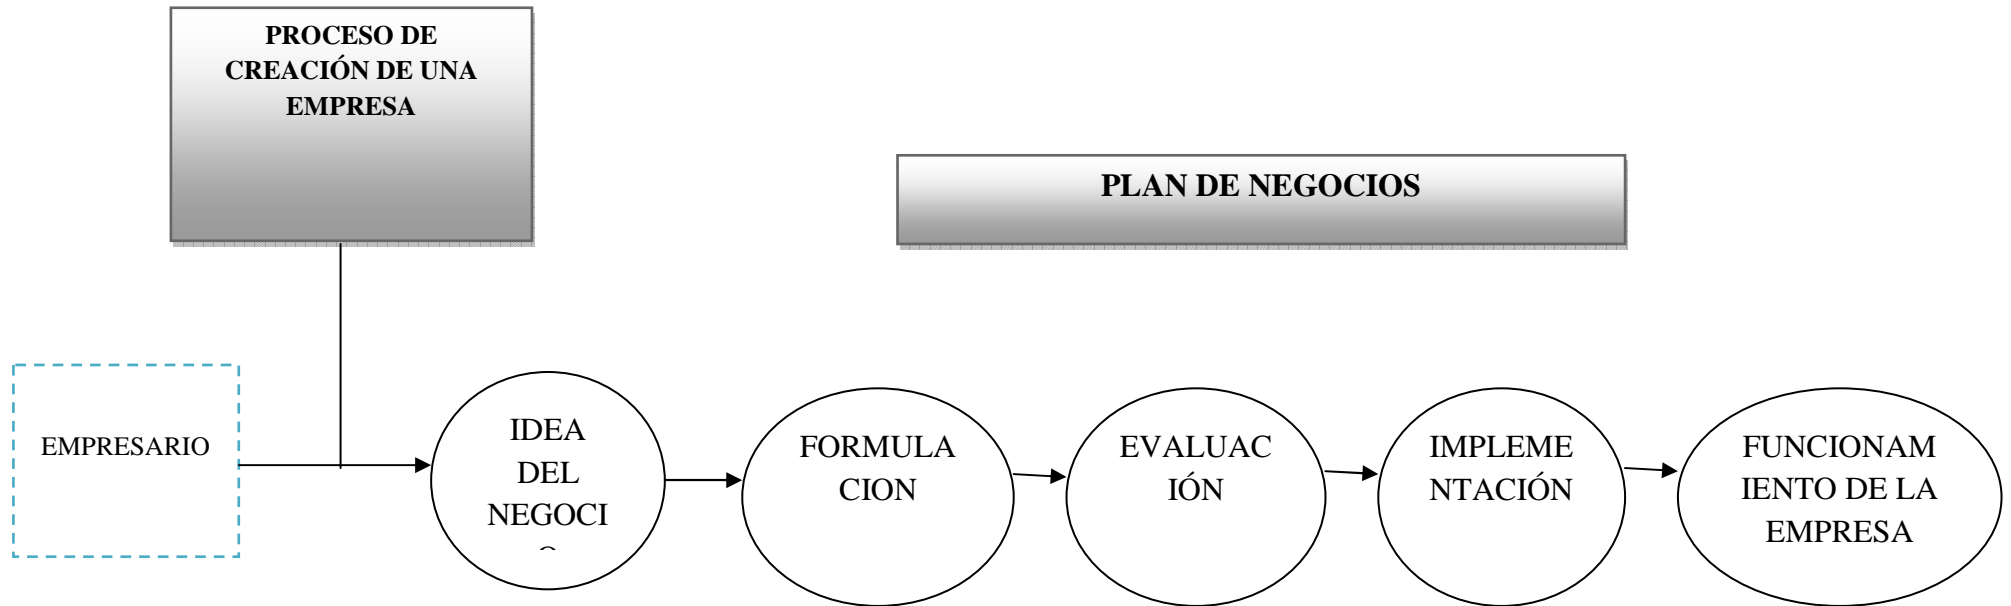 PROCESO DE
CREACIÓN DE UNA
EMPRESA
PLAN DE NEGOCIOS
EMPRESARIO
IDEA
DEL
NEGOCI
FORMULA
CION
EVALUAC
IÓN
IMPLEME
NTACIÓN
FUNCIONAM
IENTO DE LA
EMPRESA